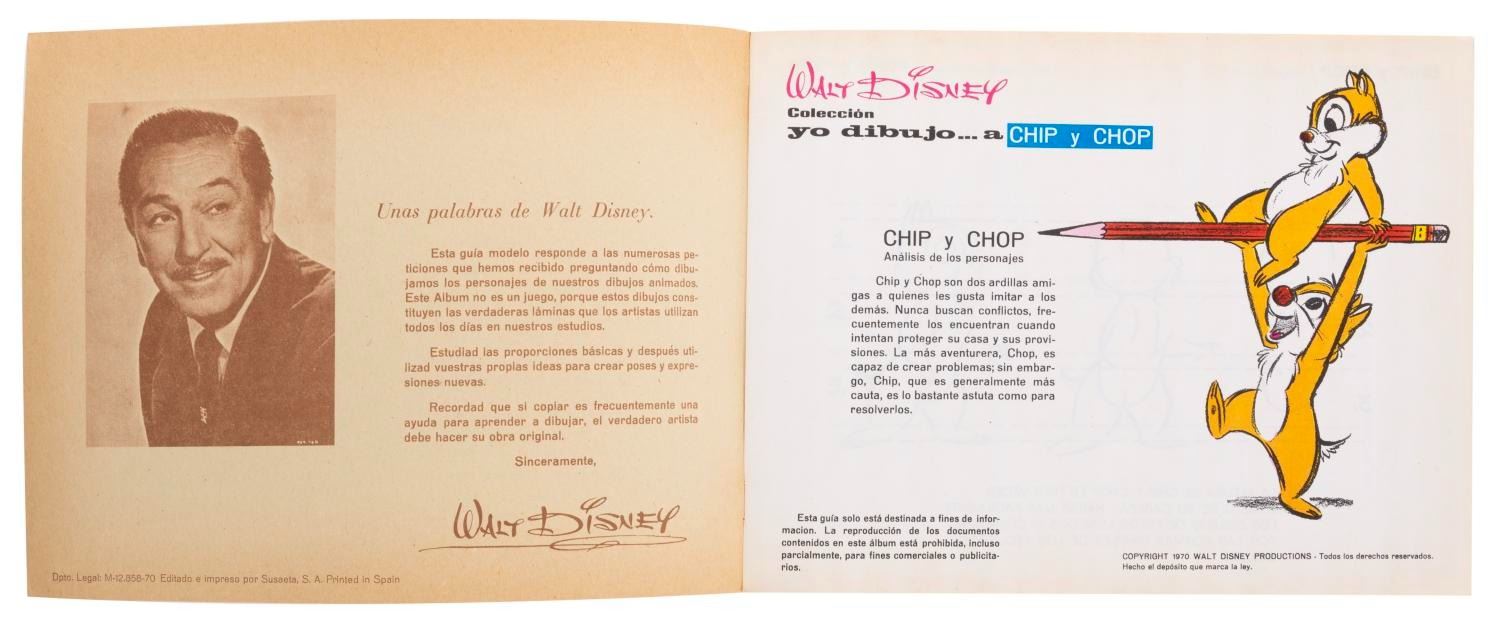 Unas palabras de Walt Disney.
Esta guía modelo responde a las numerosas pe-
ticiones que hemos recibido preguntando cómo dibu-
jamos los personajes de nuestros dibujos animados.
Este Album no es un juego, porque estos dibujos cons-
tituyen las verdaderas láminas que los artistas utilizan
todos los días en nuestros estudios.
Estudiad las proporciones básicas y después uti-
lizad vuestras propias ideas para crear poses y expre-
siones nuevas.
Recordad que si copiar es frecuentemente una
ayuda para aprender a dibujar, el verdadero artista
debe hacer su obra original.
Sinceramente,
WALT DISNEY
Dpto. Legal: M-12.858-70 Editado e impreso por Susaeta, S. A. Printed in Spain
WALT DISNEY
Colección
yo dibujo... a CHIP y CHOP
CHIP y CHOP
Análisis de los personajes
Chip y Chop son dos ardillas ami-
gas a quienes les gusta imitar a los
demás. Nunca buscan conflictos, fre-
cuentemente los encuentran cuando
intentan proteger su casa y sus provi-
siones. La más aventurera, Chop, es
capaz de crear problemas; sin embar-
go, Chip, que es generalmente más
cauta, es lo bastante astuta como para
resolverlos.
Esta guía solo está destinada a fines de infor-
macion. La reproducción de los documentos
contenidos en este álbum está prohibida, incluso
parcialmente, para fines comerciales o publicita-
rios.
COPYRIGHT 1970 WALT DISNEY PRODUCTIONS - Todos los derechos reservados.
Hecho el depósito que marca la ley.